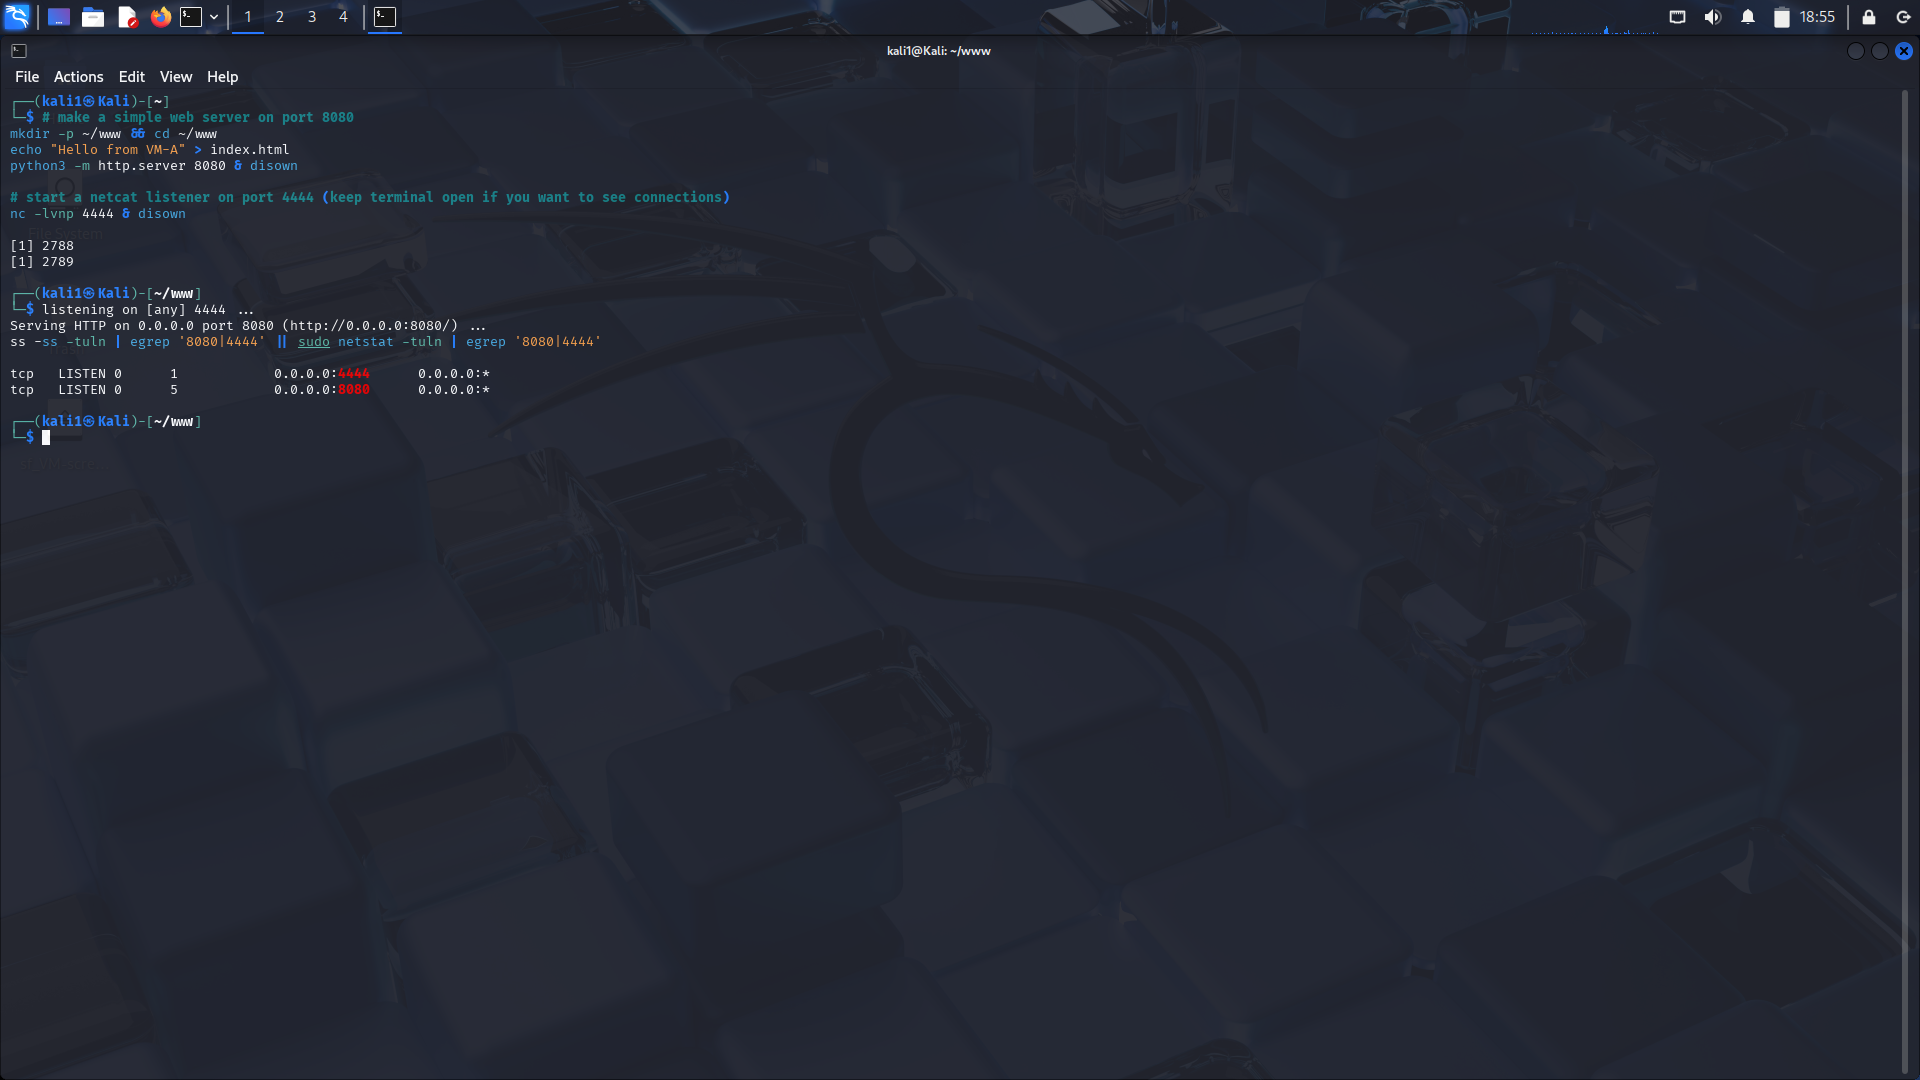 1 2 3 4
18:55
kali1@Kali: ~/www
File Actions Edit View Help
┌──(kali1㉿Kali)-[~]
└─$ # make a simple web server on port 8080
mkdir -p ~/www && cd ~/www
echo "Hello from VM-A" > index.html
python3 -m http.server 8080 & disown
# start a netcat listener on port 4444 (keep terminal open if you want to see connections)
nc -lvnp 4444 & disown
File System
[1] 2788
[1] 2789
┌──(kali1㉿Kali)-[~/www]
└─$ listening on [any] 4444 ...
Serving HTTP on 0.0.0.0 port 8080 (http://0.0.0.0:8080/) ...
ss -ss -tuln | egrep '8080|4444' || sudo netstat -tuln | egrep '8080|4444'
tcp LISTEN 0 1 0.0.0.0:4444 0.0.0.0:*
tcp LISTEN 0 5 0.0.0.0:8080 0.0.0.0:*
┌──(kali1㉿Kali)-[~/www]
└─$